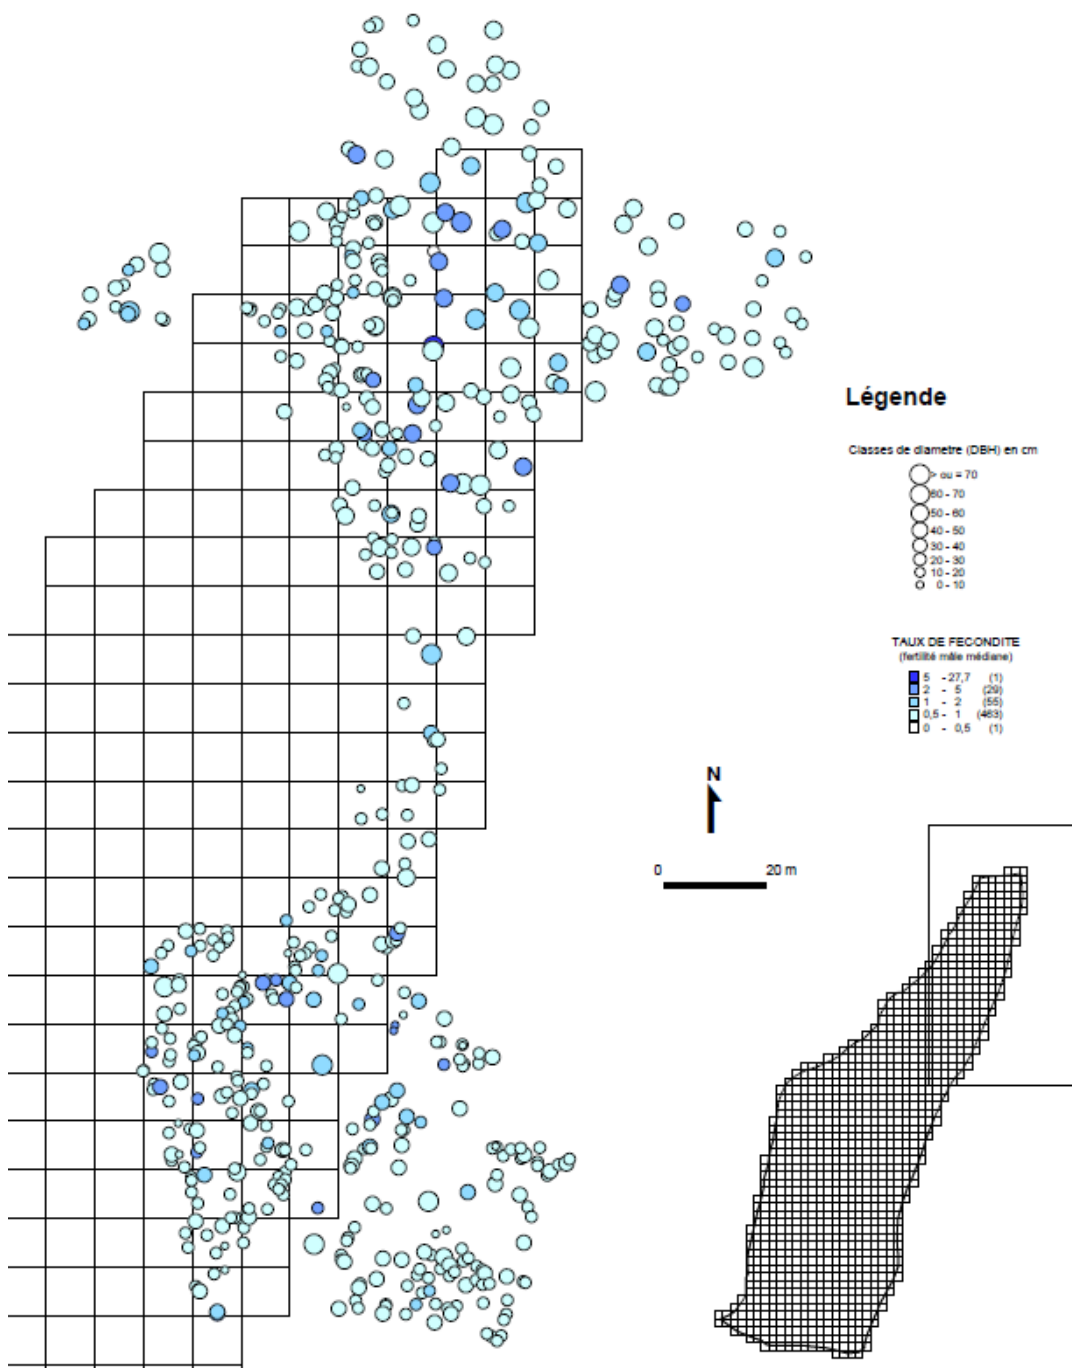 Légende
Classes de diametre (DBH) en cm
> ou = 70
60 - 70
50 - 60
40 - 50
30 - 40
20 - 30
10 - 20
0 - 10
TAUX DE FECONDITE
(fertilité mâle médiane)
5 - 27,7 (1)
2 - 5 (29)
1 - 2 (55)
0,5 - 1 (463)
0 - 0,5 (1)
N
0 20 m